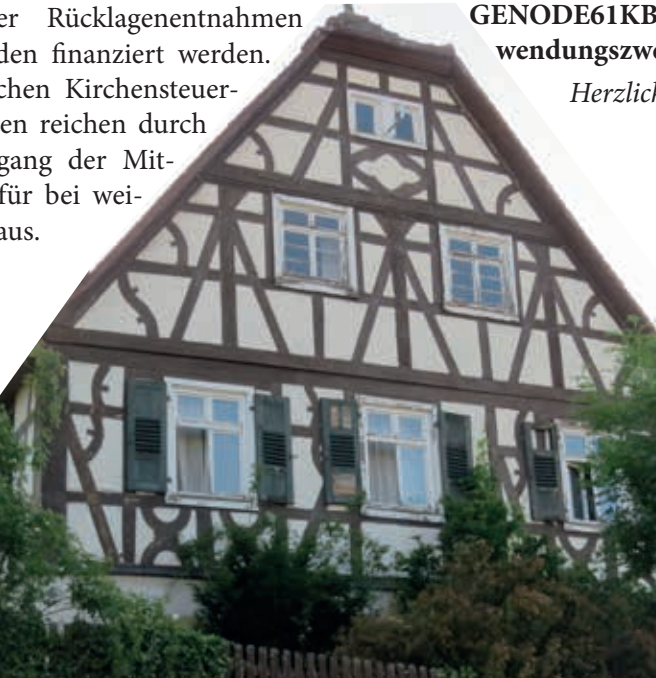 er Rücklagenentnahmen
den finanziert werden.
chen Kirchensteuer-
en reichen durch
gang der Mit-
für bei wei-
aus.
GENODE61KB
wendungszwe
Herzlich